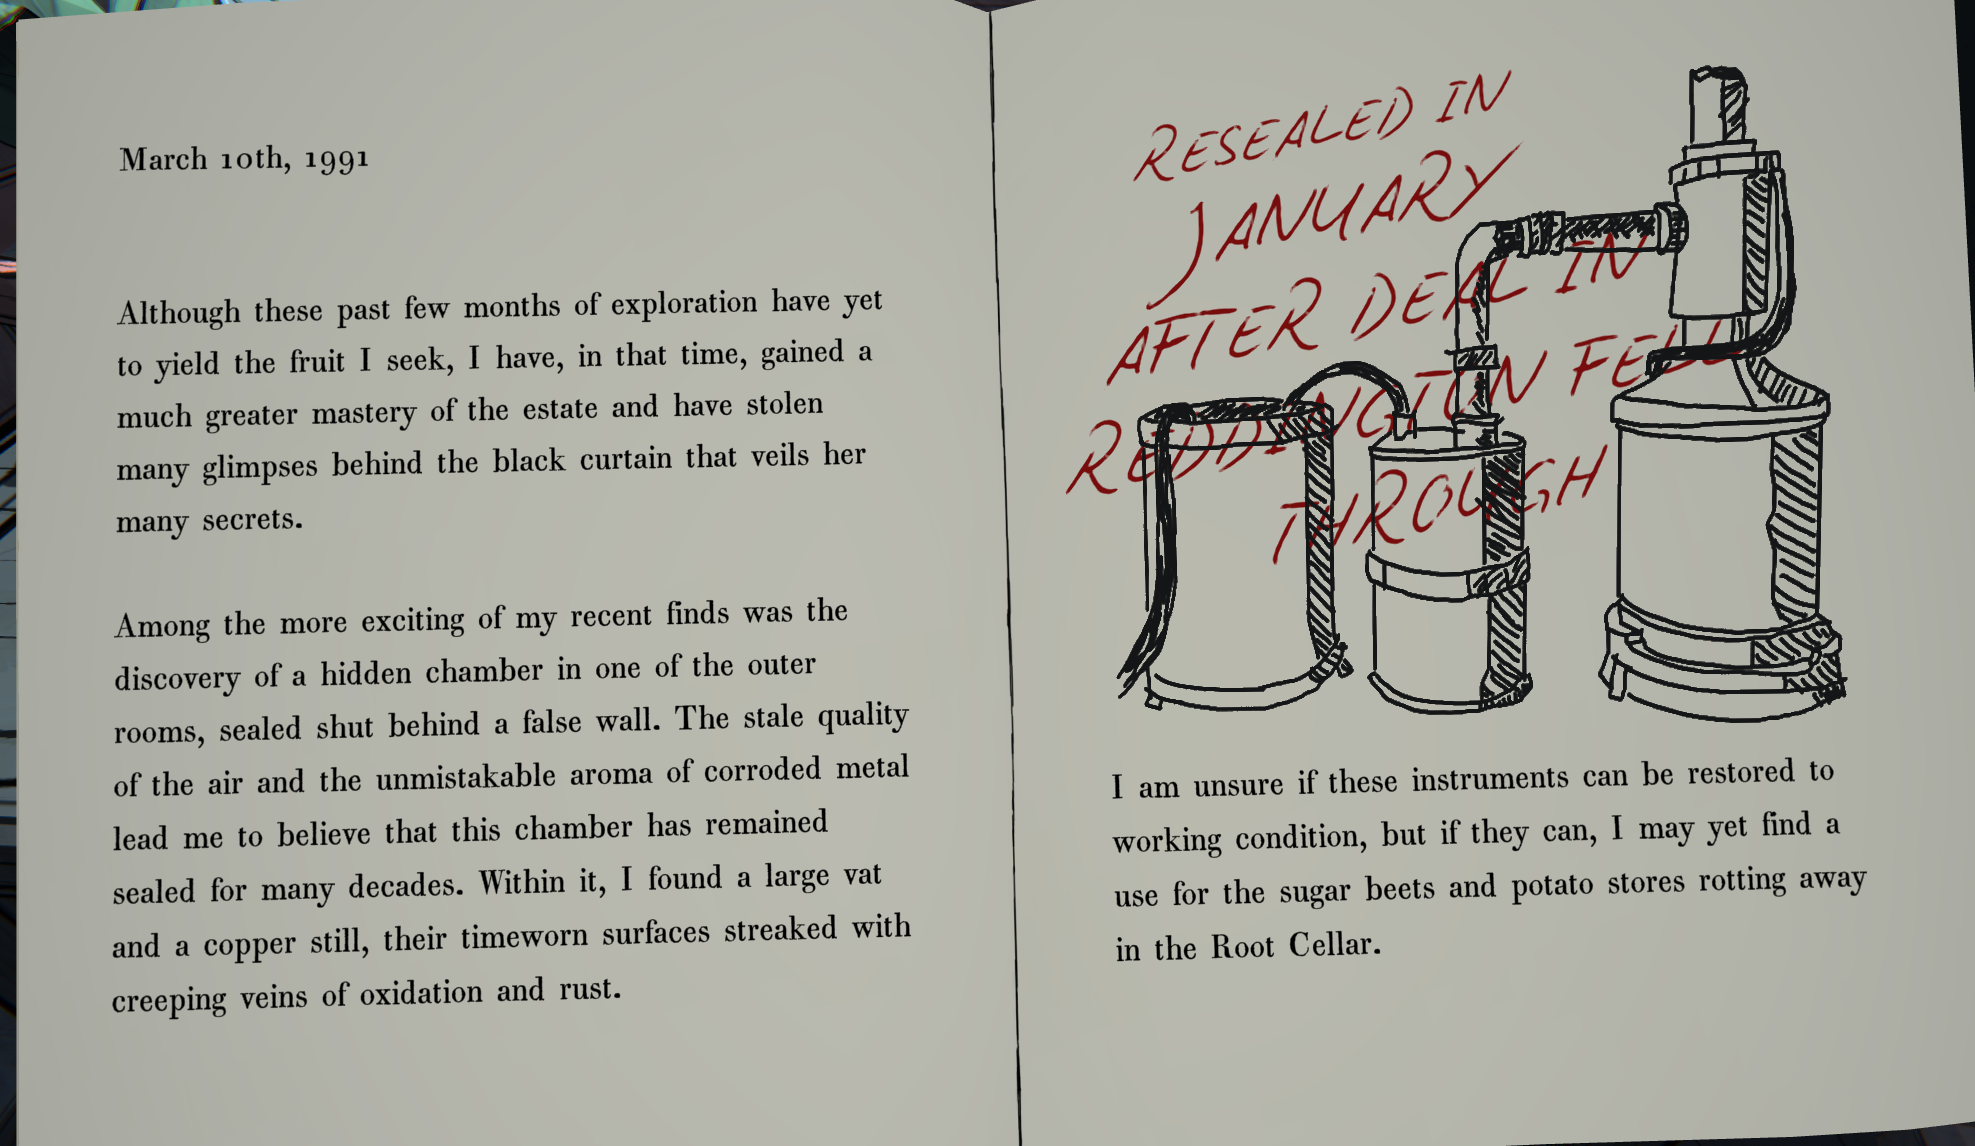 March 10th, 1991
Although these past few months of exploration have yet
to yield the fruit I seek, I have, in that time, gained a
much greater mastery of the estate and have stolen
many glimpses behind the black curtain that veils her
many secrets.
Among the more exciting of my recent finds was the
discovery of a hidden chamber in one of the outer
rooms, sealed shut behind a false wall. The stale quality
of the air and the unmistakable aroma of corroded metal
lead me to believe that this chamber has remained
sealed for many decades. Within it, I found a large vat
and a copper still, their timeworn surfaces streaked with
creeping veins of oxidation and rust.
RESEALED IN
JANUARY
AFTER DEAL IN
REDDINGTON FELL
THROUGH
I am unsure if these instruments can be restored to
working condition, but if they can, I may yet find a
use for the sugar beets and potato stores rotting away
in the Root Cellar.